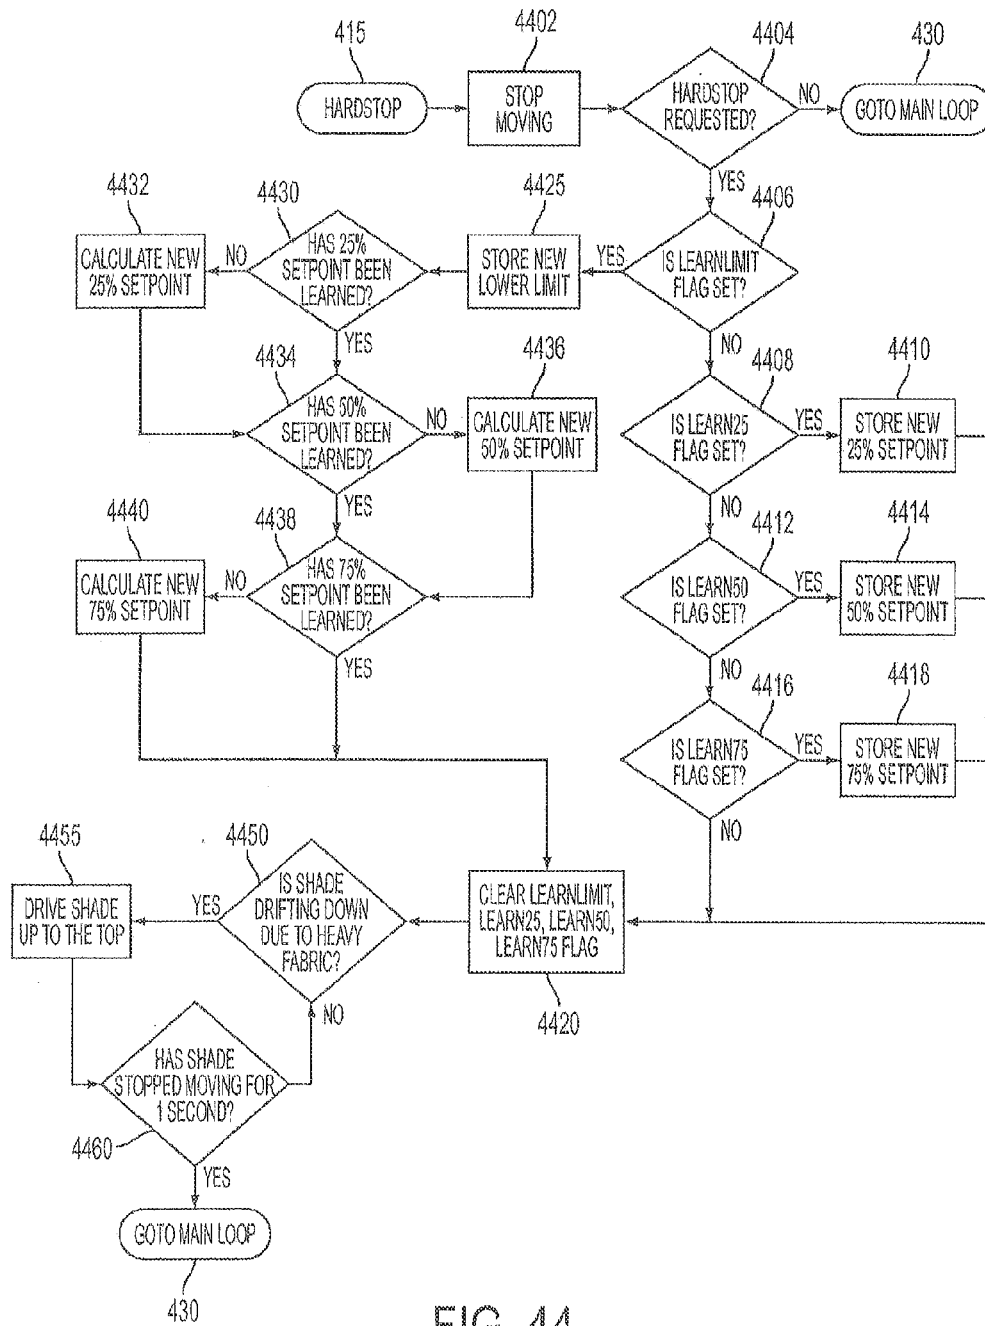 415
HARDSTOP
4402
STOP
MOVING
4404
HARDSTOP
REQUESTED?
NO
430
GOTO MAIN LOOP
YES
4432
CALCULATE NEW
25% SETPOINT
NO
4430
HAS 25%
SETPOINT BEEN
LEARNED?
4425
STORE NEW
LOWER LIMIT
YES
4406
IS LEARNLIMIT
FLAG SET?
YES
NO
4434
HAS 50%
SETPOINT BEEN
LEARNED?
NO
4436
CALCULATE NEW
50% SETPOINT
4408
IS LEARN25
FLAG SET?
YES
4410
STORE NEW
25% SETPOINT
YES
NO
4440
CALCULATE NEW
75% SETPOINT
NO
4438
HAS 75%
SETPOINT BEEN
LEARNED?
4412
IS LEARN50
FLAG SET?
YES
4414
STORE NEW
50% SETPOINT
YES
NO
4416
IS LEARN75
FLAG SET?
YES
4418
STORE NEW
75% SETPOINT
NO
4455
DRIVE SHADE
UP TO THE TOP
YES
4450
IS SHADE
DRIFTING DOWN
DUE TO HEAVY
FABRIC?
CLEAR LEARNLIMIT,
LEARN25, LEARN50,
LEARN75 FLAG
4420
NO
HAS SHADE
STOPPED MOVING FOR
1 SECOND?
4460
YES
GOTO MAIN LOOP
430
FIG. 44